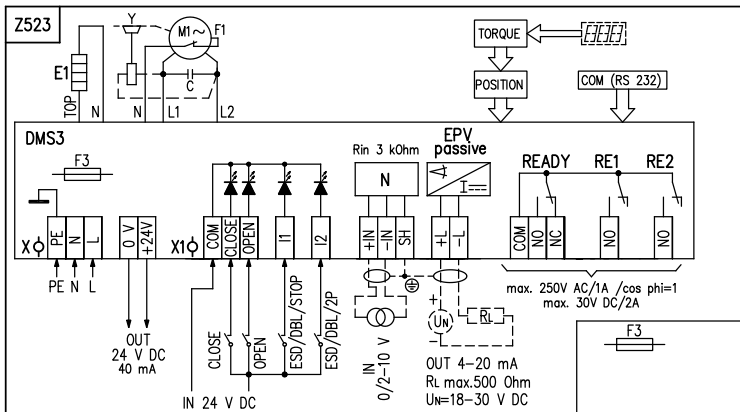 Z523
Y
M1~
F1
E1
TOP
N
N
L1
C
L2
TORQUE
POSITION
COM (RS 232)
DMS3
F3
Rin 3 kOhm
N
EPV
passive
I
READY
RE1
RE2
X
PE
N
L
0 V
+24V
X1
COM
CLOSE
OPEN
I1
I2
+IN
-IN
SH
+L
-L
COM
NO
NC
NO
NO
PE N L
OUT
24 V DC
40 mA
CLOSE
OPEN
ESD/DBL/STOP
ESD/DBL/2P
IN 24 V DC
IN
0/2-10 V
+
UN
-
RL
OUT 4-20 mA
RL max.500 Ohm
UN=18-30 V DC
max. 250V AC/1A /cos phi=1
max. 30V DC/2A
F3